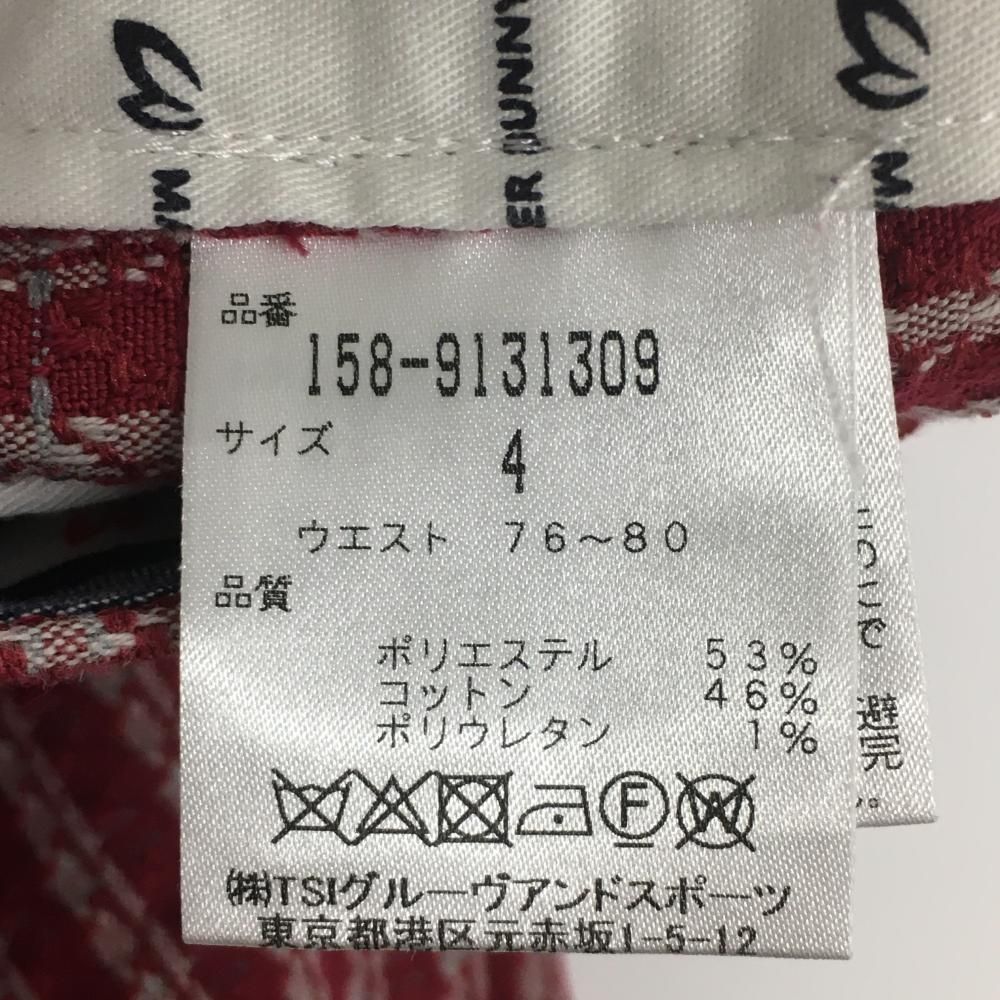 UNNY
ER
品番
158-9131309
サイズ
4
ウエスト 76〜80
品質
ポリエステル 53%
コットン 46%
ポリウレタン 1%
F
W
㈱TSIグルーヴアンドスポーツ
東京都港区元赤坂1-5-12
避